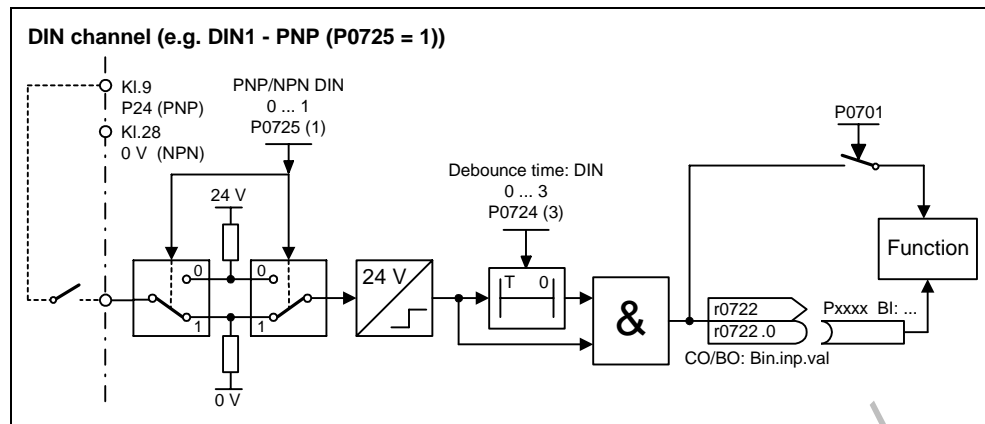 DIN channel (e.g. DIN1 - PNP (P0725 = 1))
Kl.9
P24 (PNP)
Kl.28
0 V (NPN)
PNP/NPN DIN
0 ... 1
P0725 (1)
P0701
Debounce time: DIN
0 ... 3
P0724 (3)
24 V
0
0
1
1
0 V
24 V
T 0
&
r0722
r0722 .0
CO/BO: Bin.inp.val
Pxxxx BI: ...
Function